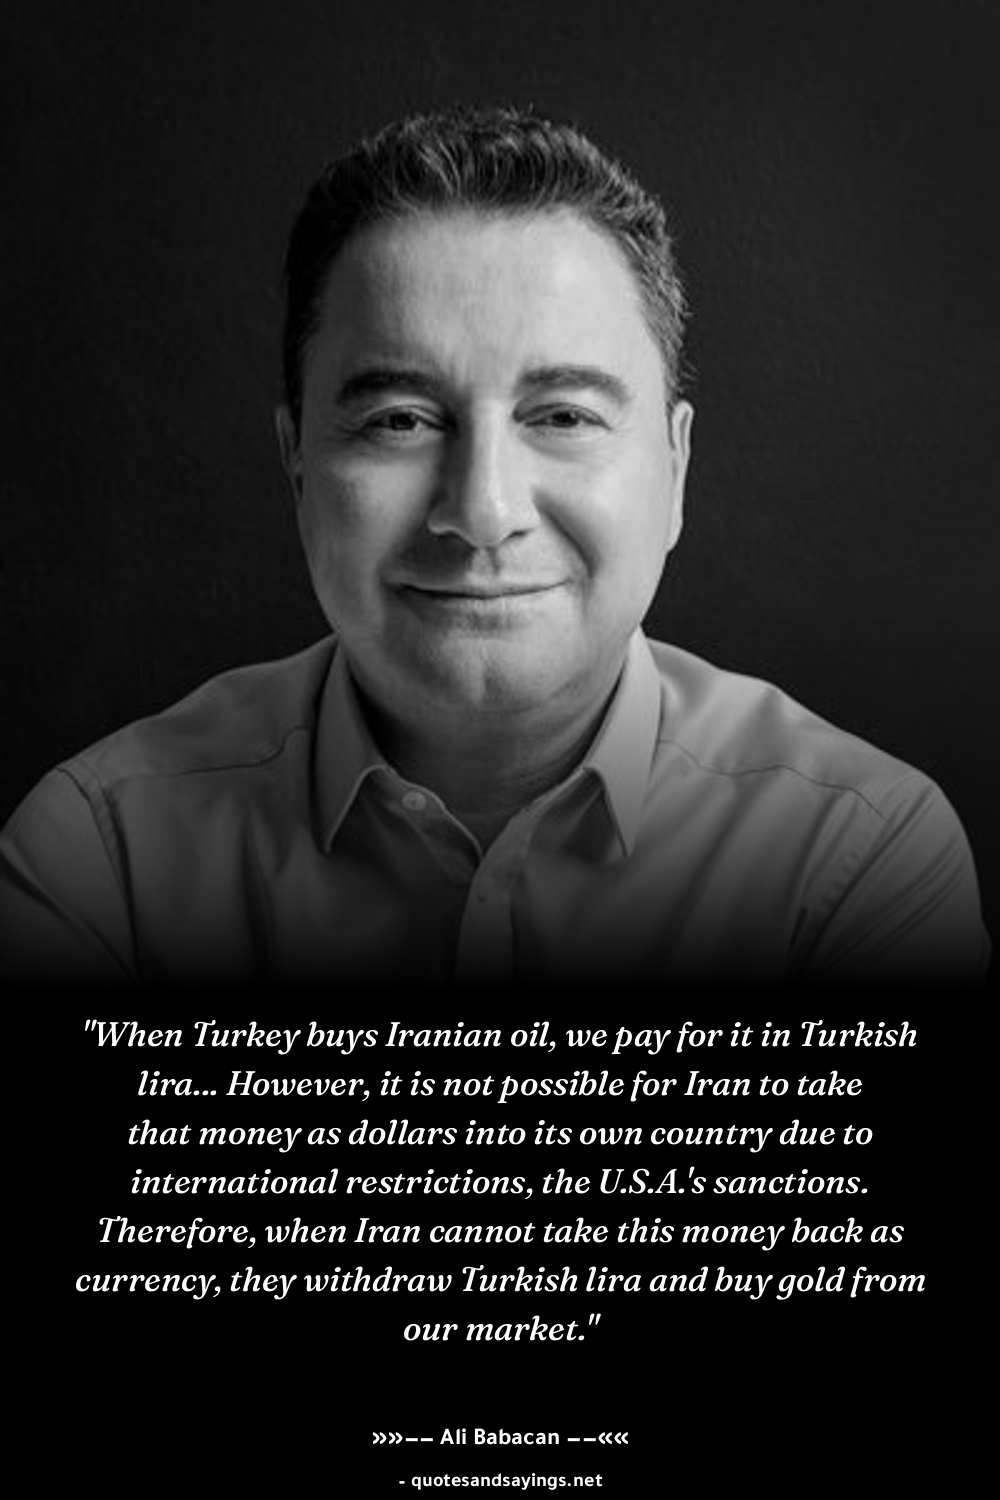 "When Turkey buys Iranian oil, we pay for it in Turkish
lira... However, it is not possible for Iran to take
that money as dollars into its own country due to
international restrictions, the U.S.A.'s sanctions.
Therefore, when Iran cannot take this money back as
currency, they withdraw Turkish lira and buy gold from
our market."
»»–– Ali Babacan ––««
- quotesandsayings.net